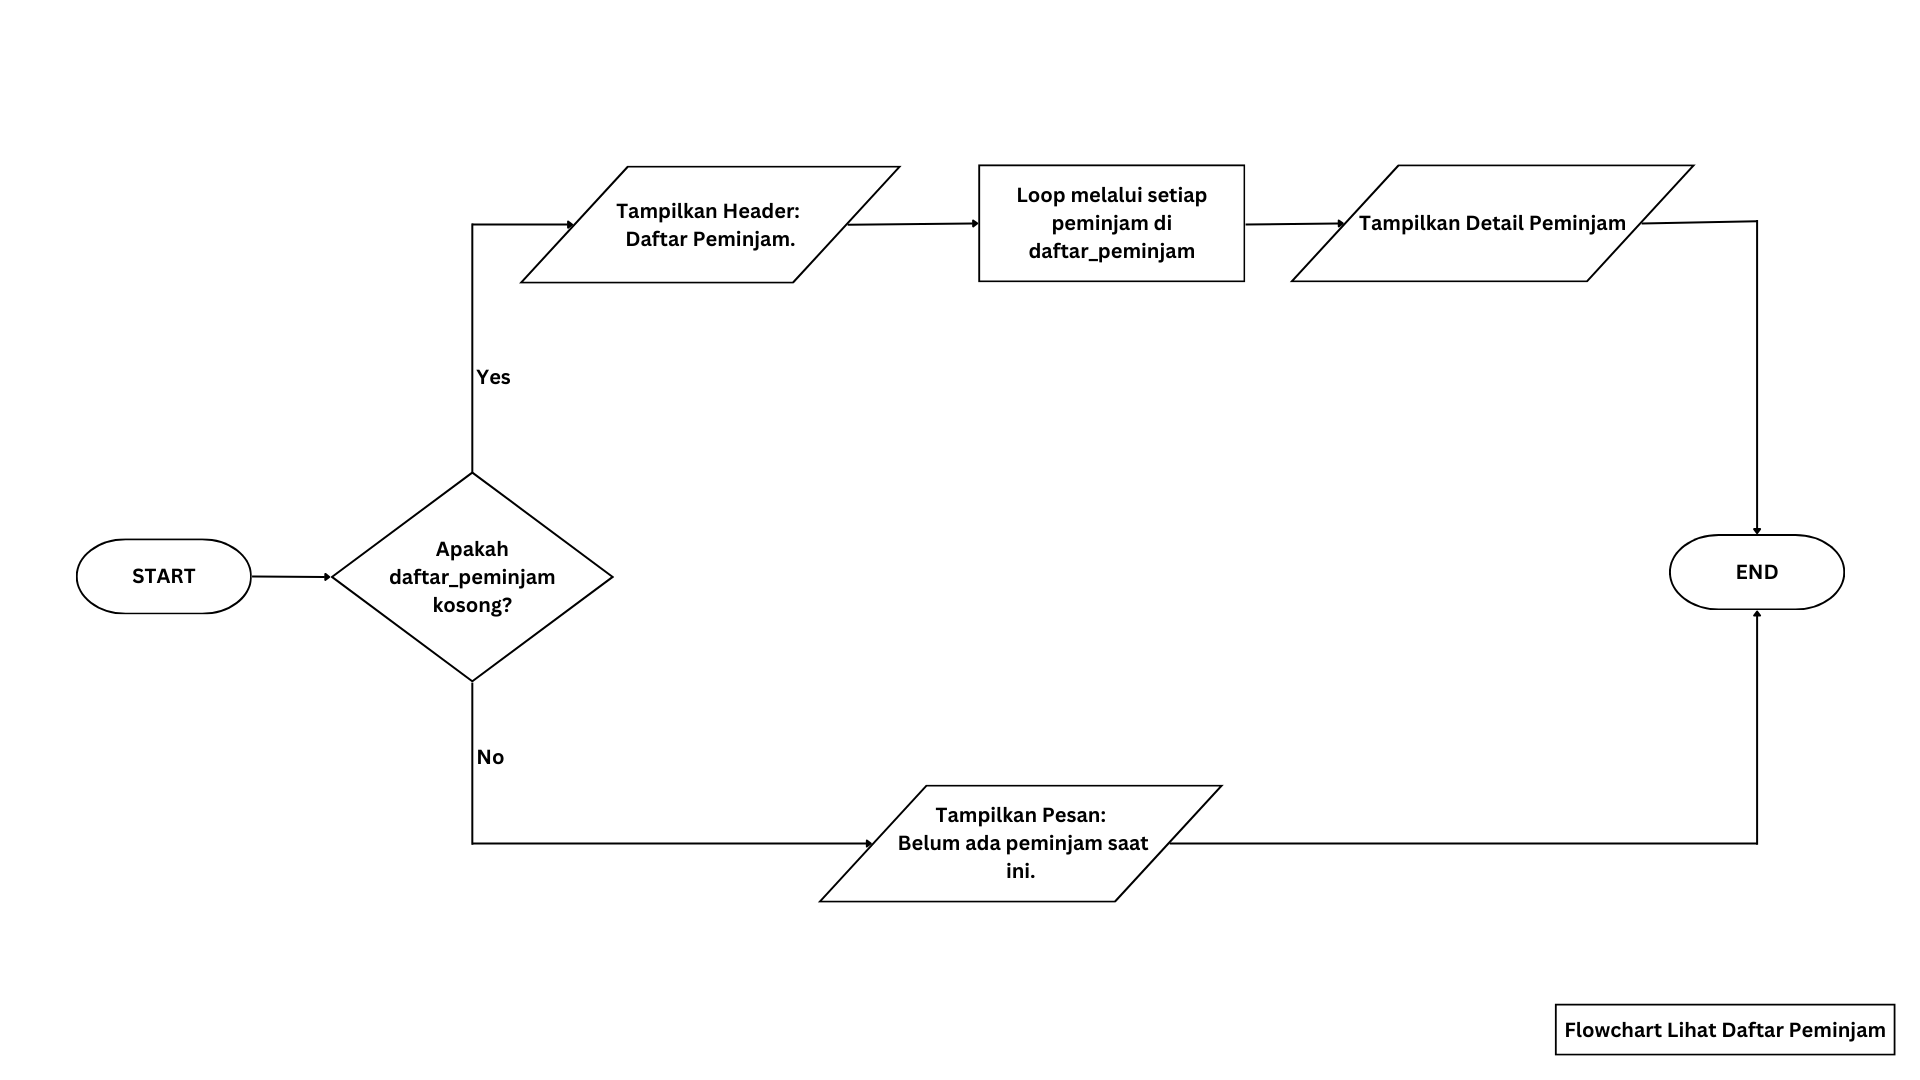 Tampilkan Header:
Daftar Peminjam.
Loop melalui setiap
peminjam di
daftar_peminjam
Tampilkan Detail Peminjam
Yes
START
Apakah
daftar_peminjam
kosong?
END
No
Tampilkan Pesan:
Belum ada peminjam saat
ini.
Flowchart Lihat Daftar Peminjam